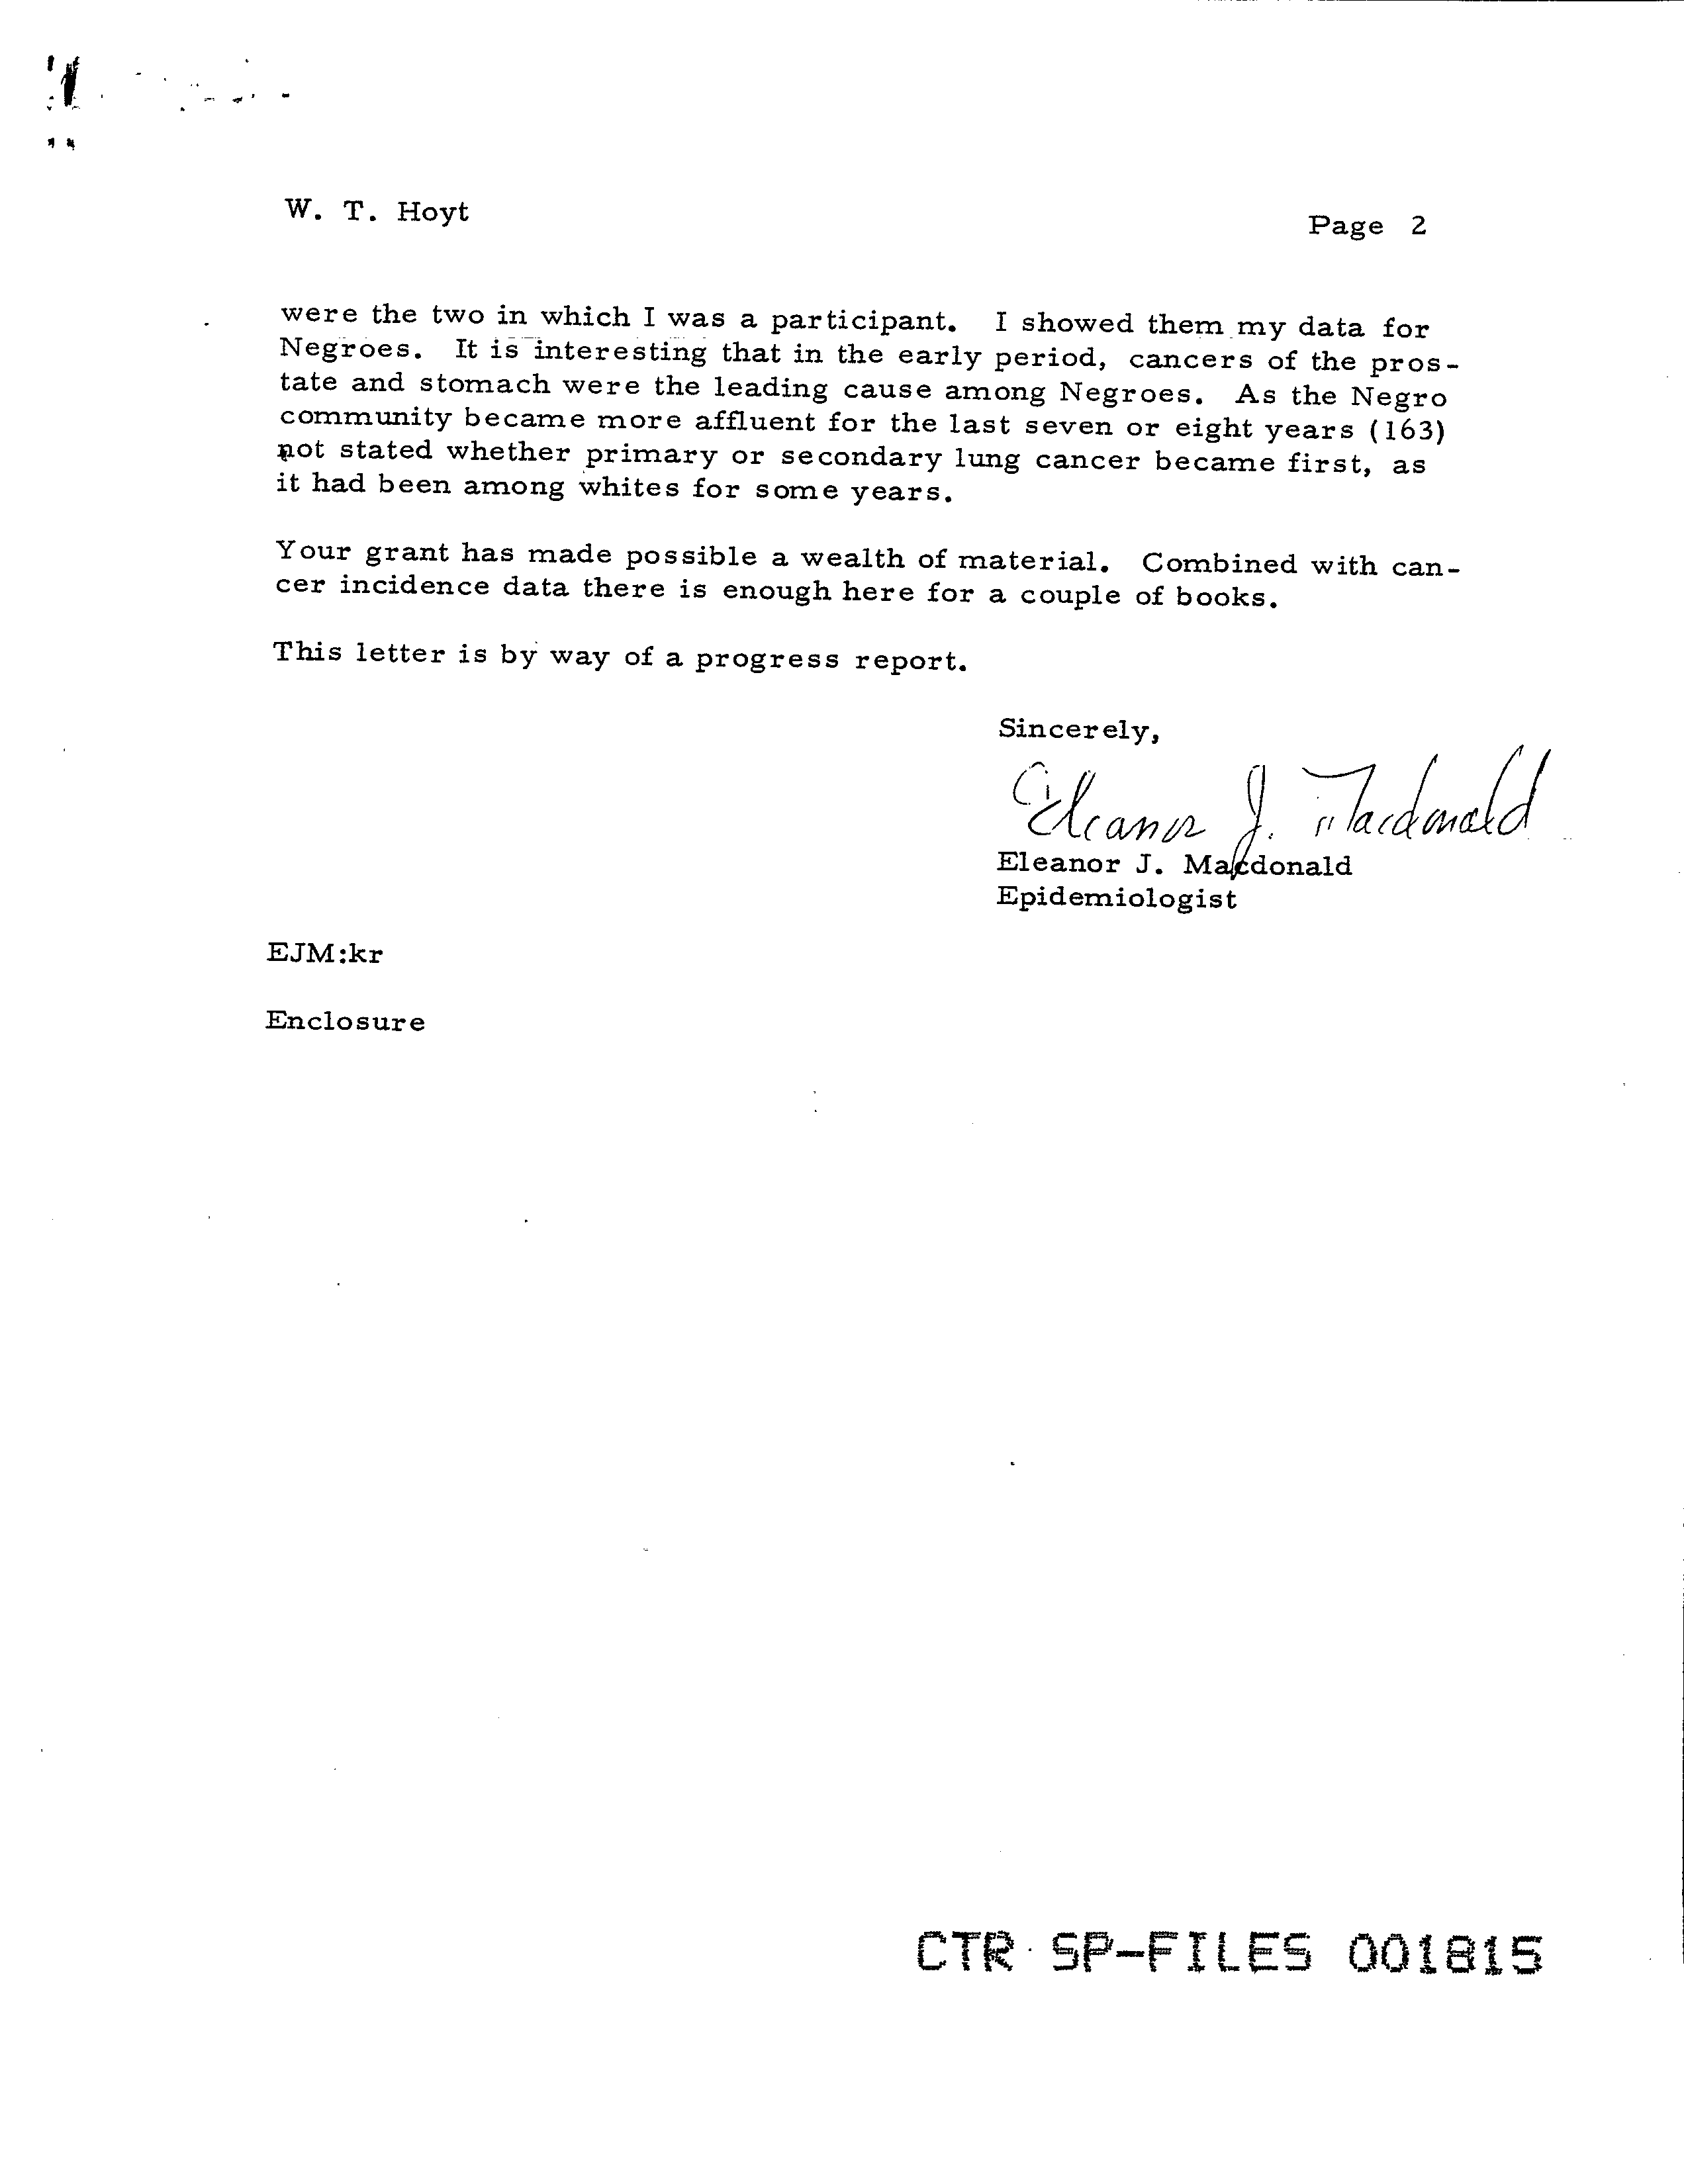 W. T. Hoyt
Page 2
were the two in which I was a participant. I showed them my data for
Negroes. It is interesting that in the early period, cancers of the pros-
tate and stomach were the leading cause among Negroes. As the Negro
community became more affluent for the last seven or eight years (163)
not stated whether primary or secondary lung cancer became first, as
it had been among whites for some years.
Your grant has made possible a wealth of material. Combined with can-
cer incidence data there is enough here for a couple of books.
This letter is by way of a progress report.
Sincerely,
Eleanor J. Macdonald
Eleanor J. Macdonald
Epidemiologist
EJM:kr
Enclosure
CTR SP-FILES 001815